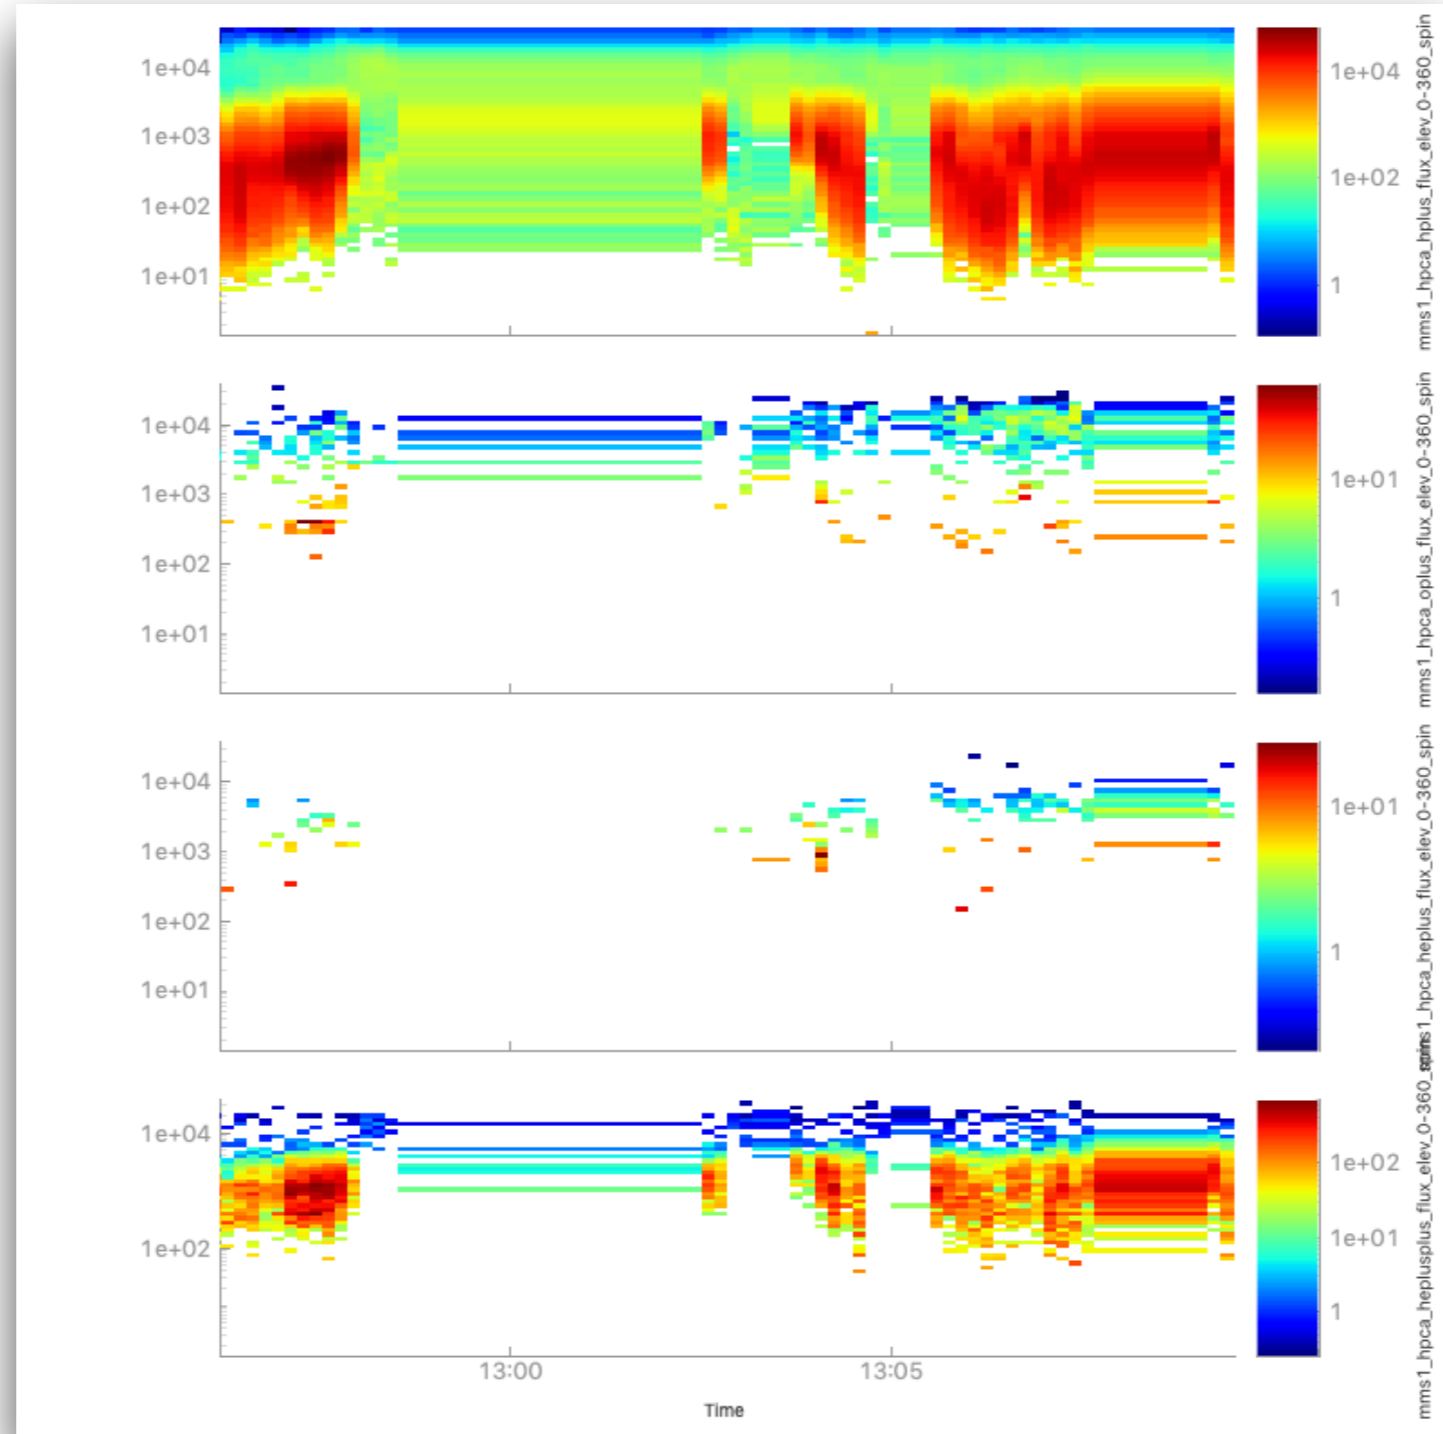 1e+04
1e+03
1e+02
1e+01
1e+04
1e+02
1
mms1_hpca_hplus_flux_elev_0-360_spin
1e+04
1e+03
1e+02
1e+01
1e+01
1
mms1_hpca_oplus_flux_elev_0-360_spin
1e+04
1e+03
1e+02
1e+01
1e+01
1
mms1_hpca_heplus_flux_elev_0-360_spin
1e+04
1e+02
1e+02
1e+01
1
mms1_hpca_heplusplus_flux_elev_0-360_spin
13:00
13:05
Time